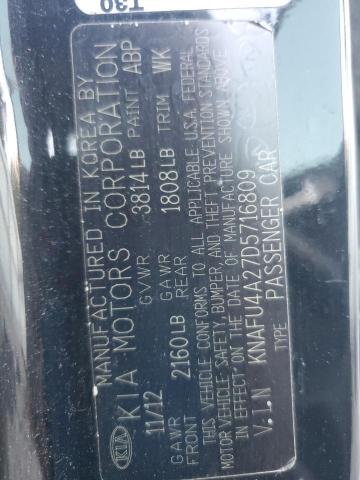 T30
MANUFACTURED IN KOREA BY
KIA KIA MOTORS CORPORATION
11/12 GVWR 3814LB PAINT ABP
GAWR 2160LB REAR 1808LB TRIM WK
THIS VEHICLE CONFORMS TO ALL APPLICABLE U.S.A. FEDERAL
MOTOR VEHICLE SAFETY, BUMPER, AND THEFT PREVENTION STANDARDS
IN EFFECT ON THE DATE OF MANUFACTURE SHOWN ABOVE
V.I.N KNAFU4A27D5716809
TYPE PASSENGER CAR